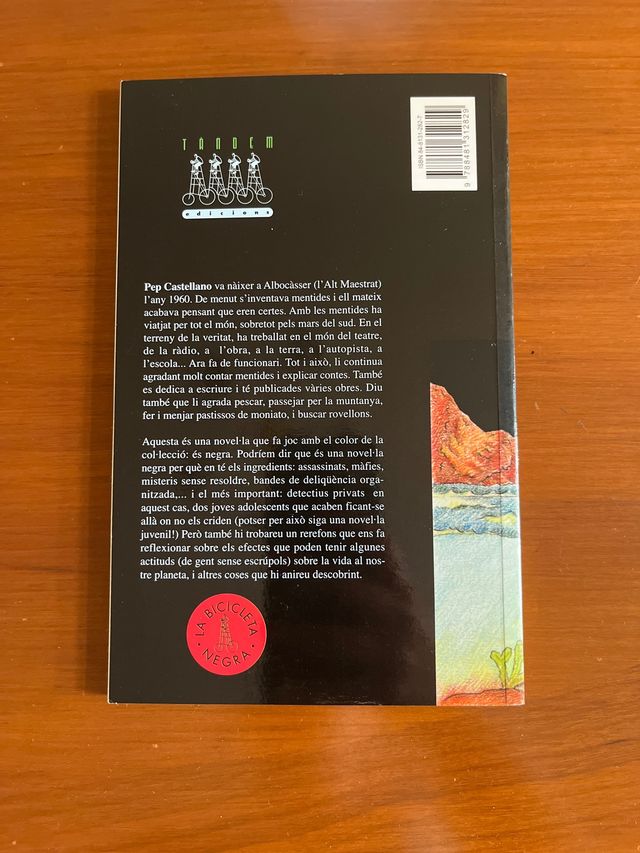 TÀNDEM
edicions
ISBN: 84-8131-282-7
9 788481 312829
Pep Castellano va nàixer a Albocàsser (l'Alt Maestrat)
l'any 1960. De menut s'inventava mentides i ell mateix
acabava pensant que eren certes. Amb les mentides ha
viatjat per tot el món, sobretot pels mars del sud. En el
terreny de la veritat, ha treballat en el món del teatre,
de la ràdio, a l'obra, a la terra, a l'autopista, a
l'escola... Ara fa de funcionari. Tot i això, li continua
agradant molt contar mentides i explicar contes. També
es dedica a escriure i té publicades vàries obres. Diu
també que li agrada pescar, passejar per la muntanya,
fer i menjar pastissos de moniato, i buscar rovellons.
Aquesta és una novel·la que fa joc amb el color de la
col·lecció: és negra. Podríem dir que és una novel·la
negra per què en té els ingredients: assassinats, màfies,
misteris sense resoldre, bandes de deliqüència orga-
nitzada,... i el més important: detectius privats en
aquest cas, dos joves adolescents que acaben ficant-se
allà on no els criden (potser per això siga una novel·la
juvenil!) Però també hi trobareu un rerefons que ens fa
reflexionar sobre els efectes que poden tenir algunes
actituds (de gent sense escrúpols) sobre la vida al nos-
tre planeta, i altres coses que hi anireu descobrint.
· LA BICICLETA ·
NEGRA